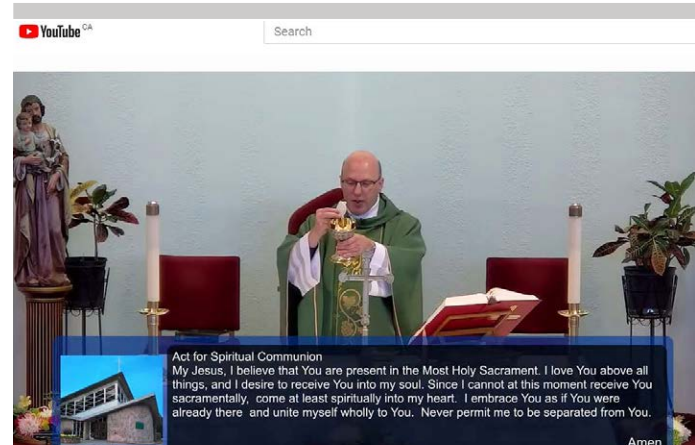 YouTube CA
Search
Act for Spiritual Communion
My Jesus, I believe that You are present in the Most Holy Sacrament. I love You above all
things, and I desire to receive You into my soul. Since I cannot at this moment receive You
sacramentally,  come at least spiritually into my heart.  I embrace You as if You were
already there  and unite myself wholly to You.  Never permit me to be separated from You.
Amen